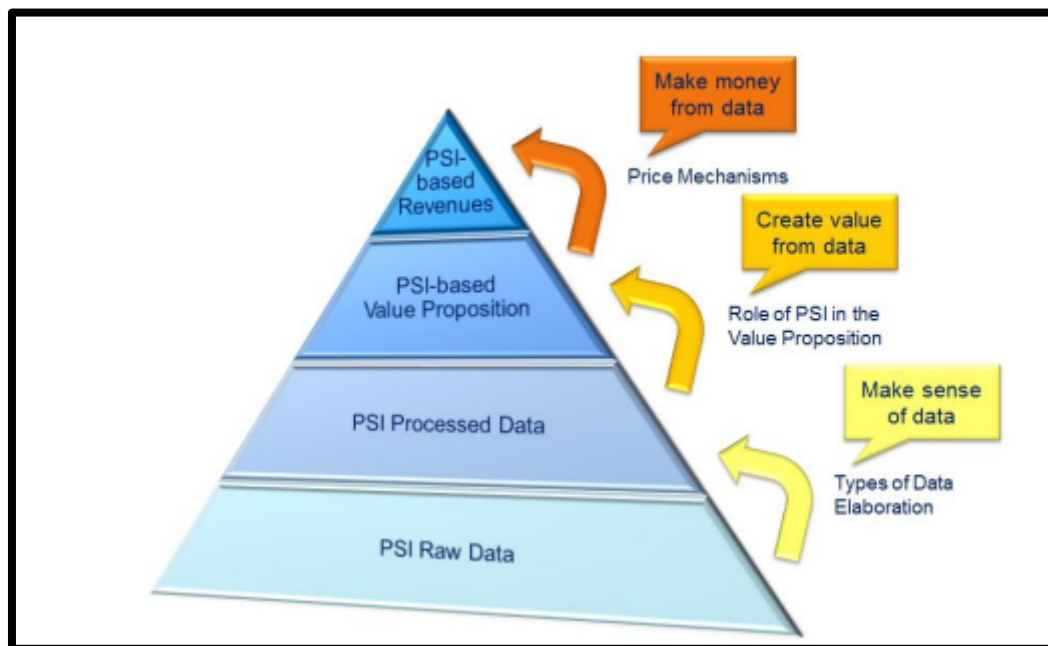 Make money
from data
PSI-
based
Revenues
Price Mechanisms
Create value
from data
PSI-based
Value Proposition
Role of PSI in the
Value Proposition
Make sense
of data
PSI Processed Data
Types of Data
Elaboration
PSI Raw Data